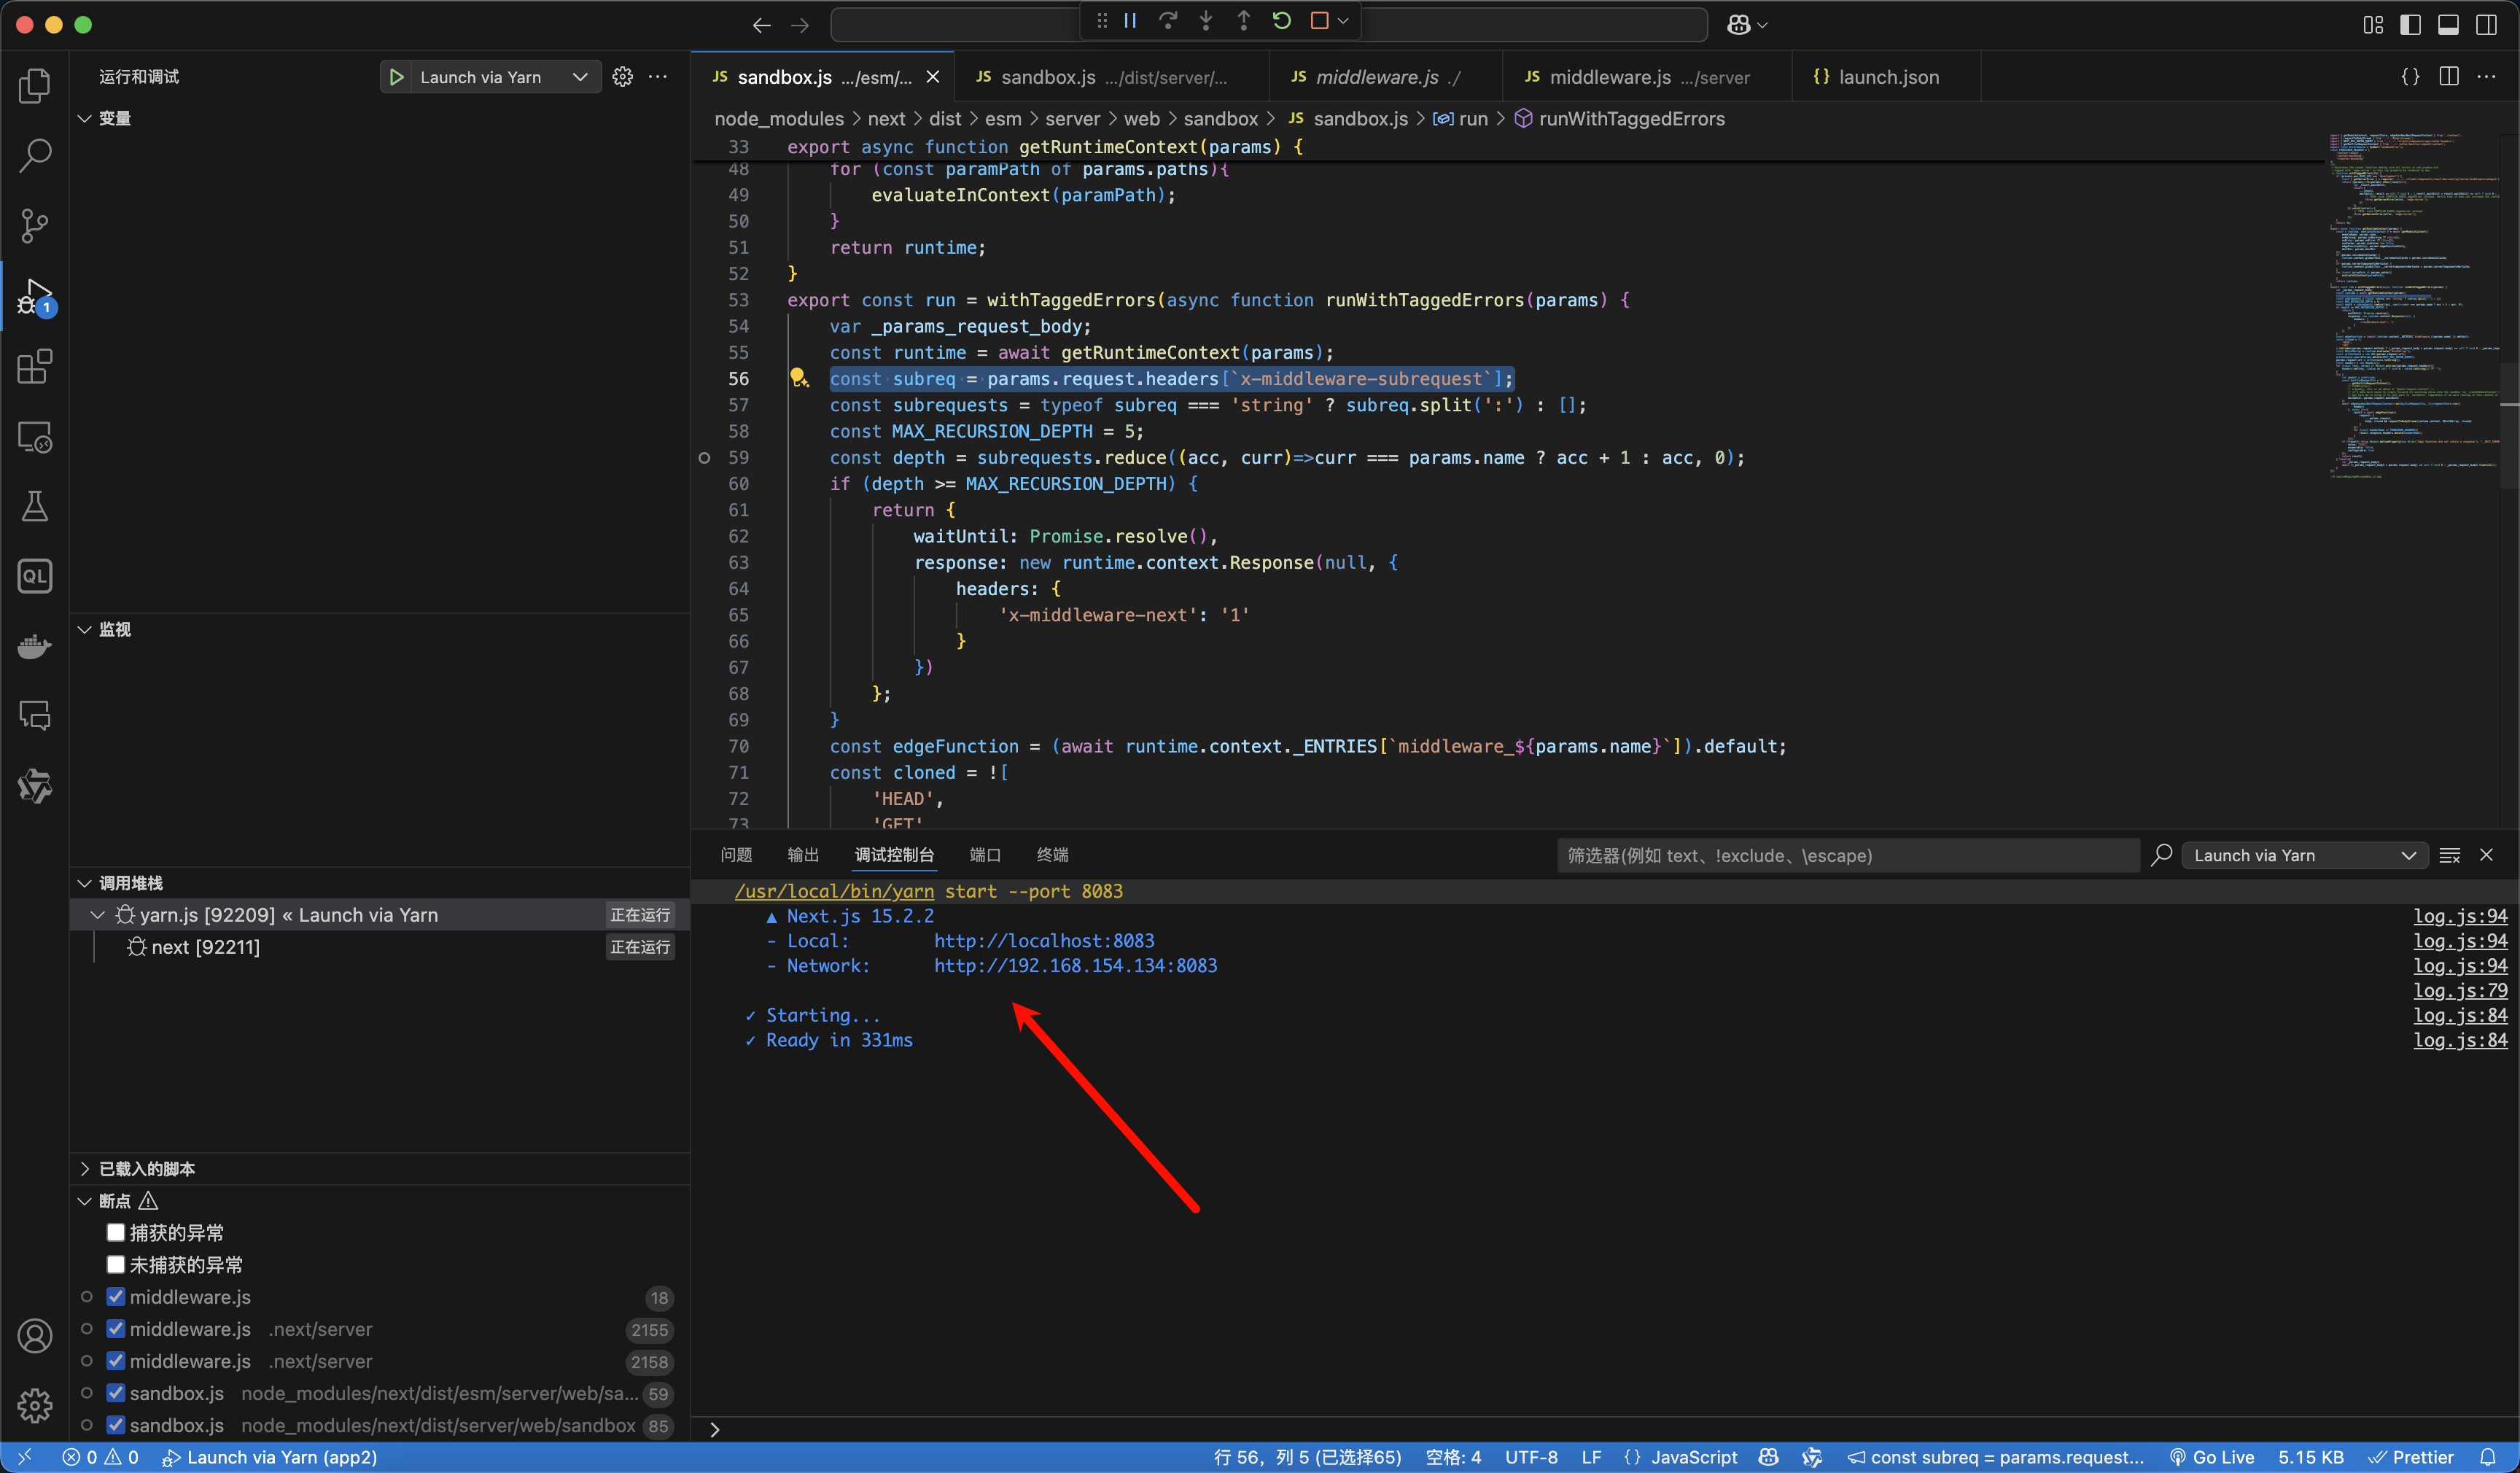 运行和调试
Launch via Yarn
变量
监视
调用堆栈
yarn.js [92209] « Launch via Yarn 正在运行
next [92211] 正在运行
已载入的脚本
断点
捕获的异常
未捕获的异常
middleware.js 18
middleware.js .next/server 2155
middleware.js .next/server 2158
sandbox.js node_modules/next/dist/esm/server/web/sa... 59
sandbox.js node_modules/next/dist/server/web/sandbox 85
1
QL
JS sandbox.js .../esm/...
JS sandbox.js .../dist/server/...
JS middleware.js ./
JS middleware.js .../server
{} launch.json
node_modules > next > dist > esm > server > web > sandbox > JS sandbox.js > run > runWithTaggedErrors
33 export async function getRuntimeContext(params) {
48 for (const paramPath of params.paths){
49 evaluateInContext(paramPath);
50 }
51 return runtime;
52 }
53 export const run = withTaggedErrors(async function runWithTaggedErrors(params) {
54 var _params_request_body;
55 const runtime = await getRuntimeContext(params);
56 const subreq = params.request.headers[`x-middleware-subrequest`];
57 const subrequests = typeof subreq === 'string' ? subreq.split(':') : [];
58 const MAX_RECURSION_DEPTH = 5;
59 const depth = subrequests.reduce((acc, curr)=>curr === params.name ? acc + 1 : acc, 0);
60 if (depth >= MAX_RECURSION_DEPTH) {
61 return {
62 waitUntil: Promise.resolve(),
63 response: new runtime.context.Response(null, {
64 headers: {
65 'x-middleware-next': '1'
66 }
67 })
68 };
69 }
70 const edgeFunction = (await runtime.context._ENTRIES[`middleware_${params.name}`]).default;
71 const cloned = ![
72 'HEAD',
73 'GET'
问题 输出 调试控制台 端口 终端
筛选器(例如 text、!exclude、\escape)
Launch via Yarn
/usr/local/bin/yarn start --port 8083
▲ Next.js 15.2.2 log.js:94
- Local: http://localhost:8083 log.js:94
- Network: http://192.168.154.134:8083 log.js:94
log.js:79
✓ Starting... log.js:84
✓ Ready in 331ms log.js:84
0 0 Launch via Yarn (app2) 行 56，列 5 (已选择65) 空格: 4 UTF-8 LF {} JavaScript const subreq = params.request... Go Live 5.15 KB Prettier